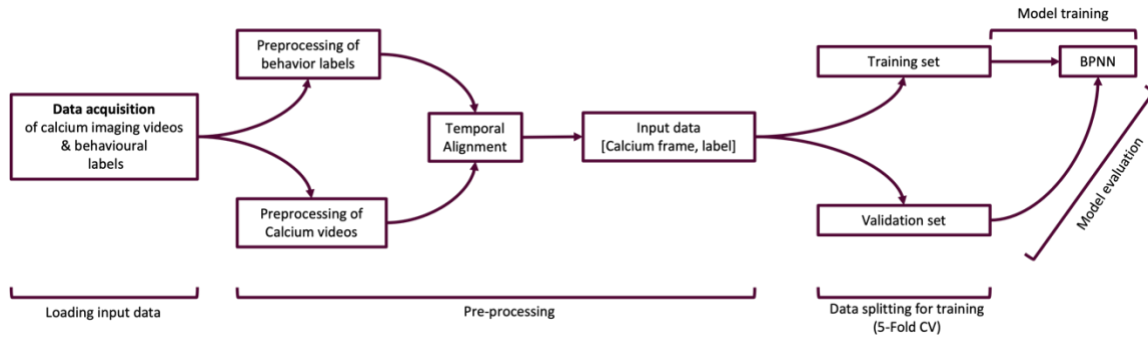 Model training
Preprocessing of
behavior labels
Training set
BPNN
Data acquisition
of calcium imaging videos
& behavioural
labels
Temporal
Alignment
Input data
[Calcium frame, label]
Model evaluation
Preprocessing of
Calcium videos
Validation set
Loading input data
Pre-processing
Data splitting for training
(5-Fold CV)